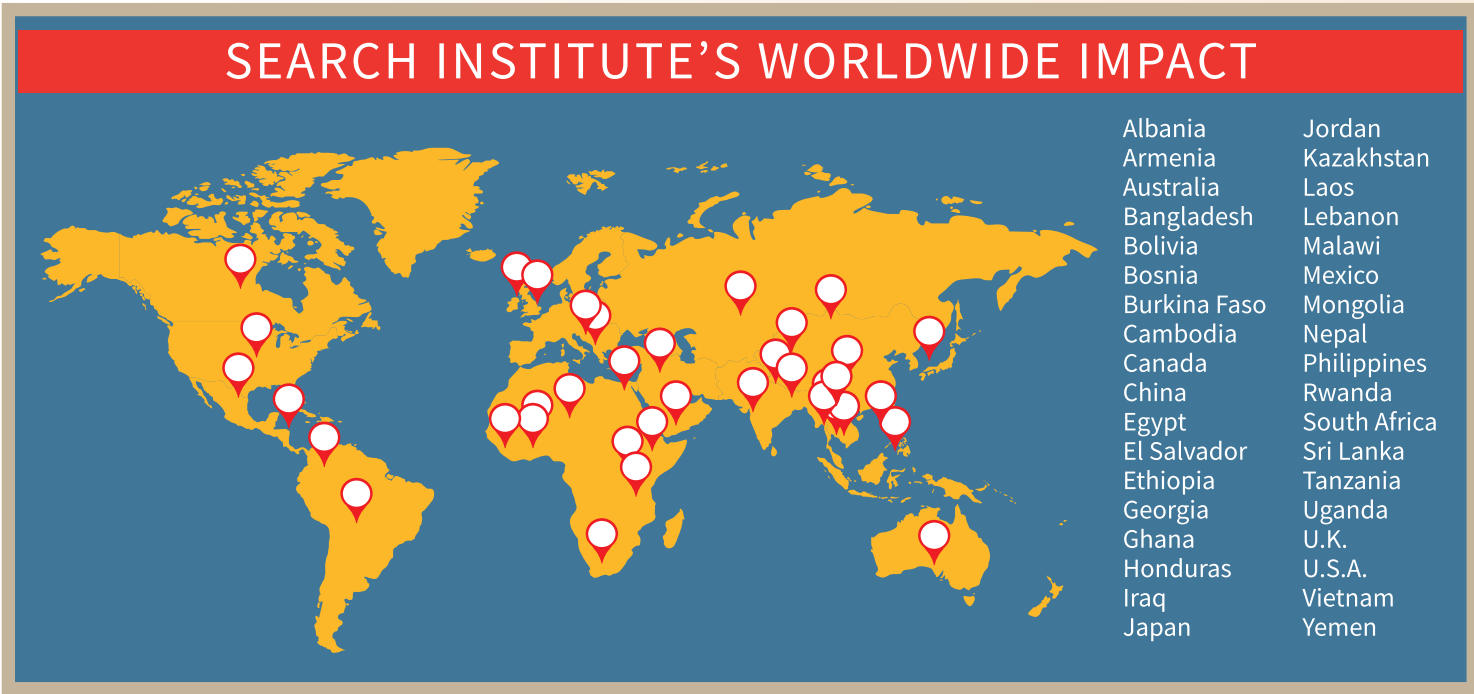 SEARCH INSTITUTE’S WORLDWIDE IMPACT
Albania
Armenia
Australia
Bangladesh
Bolivia
Bosnia
Burkina Faso
Cambodia
Canada
China
Egypt
El Salvador
Ethiopia
Georgia
Ghana
Honduras
Iraq
Japan
Jordan
Kazakhstan
Laos
Lebanon
Malawi
Mexico
Mongolia
Nepal
Philippines
Rwanda
South Africa
Sri Lanka
Tanzania
Uganda
U.K.
U.S.A.
Vietnam
Yemen